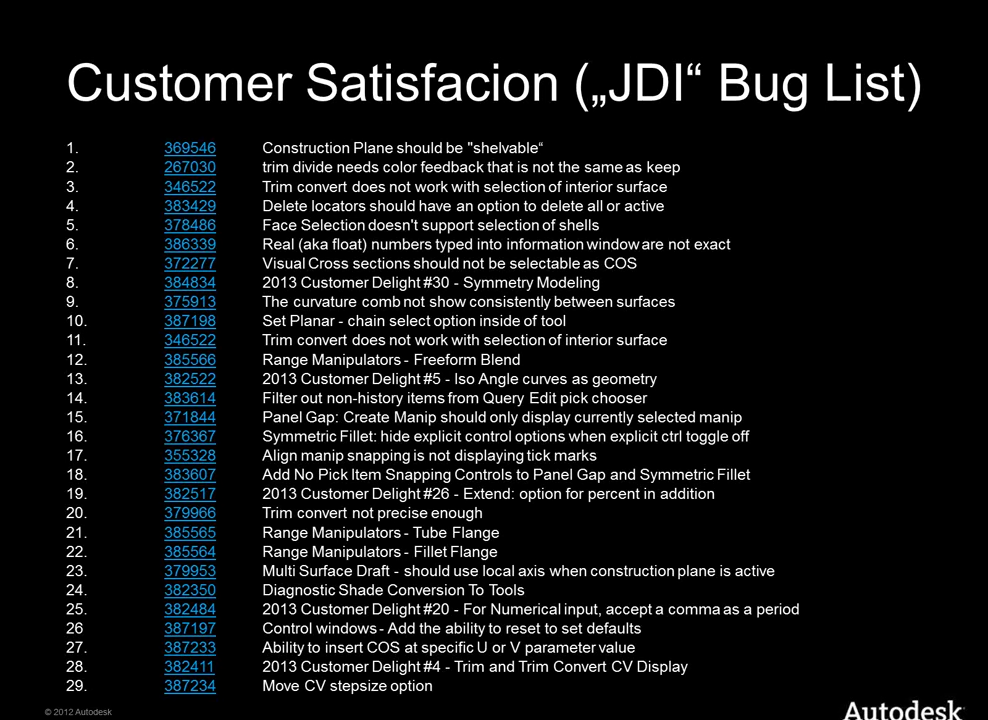 Customer Satisfacion („JDI“ Bug List)
1. 369546 Construction Plane should be "shelvable“
2. 267030 trim divide needs color feedback that is not the same as keep
3. 346522 Trim convert does not work with selection of interior surface
4. 383429 Delete locators should have an option to delete all or active
5. 378486 Face Selection doesn't support selection of shells
6. 386339 Real (aka float) numbers typed into information window are not exact
7. 372277 Visual Cross sections should not be selectable as COS
8. 384834 2013 Customer Delight #30 - Symmetry Modeling
9. 375913 The curvature comb not show consistently between surfaces
10. 387198 Set Planar - chain select option inside of tool
11. 346522 Trim convert does not work with selection of interior surface
12. 385566 Range Manipulators - Freeform Blend
13. 382522 2013 Customer Delight #5 - Iso Angle curves as geometry
14. 383614 Filter out non-history items from Query Edit pick chooser
15. 371844 Panel Gap: Create Manip should only display currently selected manip
16. 376367 Symmetric Fillet: hide explicit control options when explicit ctrl toggle off
17. 355328 Align manip snapping is not displaying tick marks
18. 383607 Add No Pick Item Snapping Controls to Panel Gap and Symmetric Fillet
19. 382517 2013 Customer Delight #26 - Extend: option for percent in addition
20. 379966 Trim convert not precise enough
21. 385565 Range Manipulators - Tube Flange
22. 385564 Range Manipulators - Fillet Flange
23. 379953 Multi Surface Draft - should use local axis when construction plane is active
24. 382350 Diagnostic Shade Conversion To Tools
25. 382484 2013 Customer Delight #20 - For Numerical input, accept a comma as a period
26 387197 Control windows - Add the ability to reset to set defaults
27. 387233 Ability to insert COS at specific U or V parameter value
28. 382411 2013 Customer Delight #4 - Trim and Trim Convert CV Display
29. 387234 Move CV stepsize option
© 2012 Autodesk
Autodesk